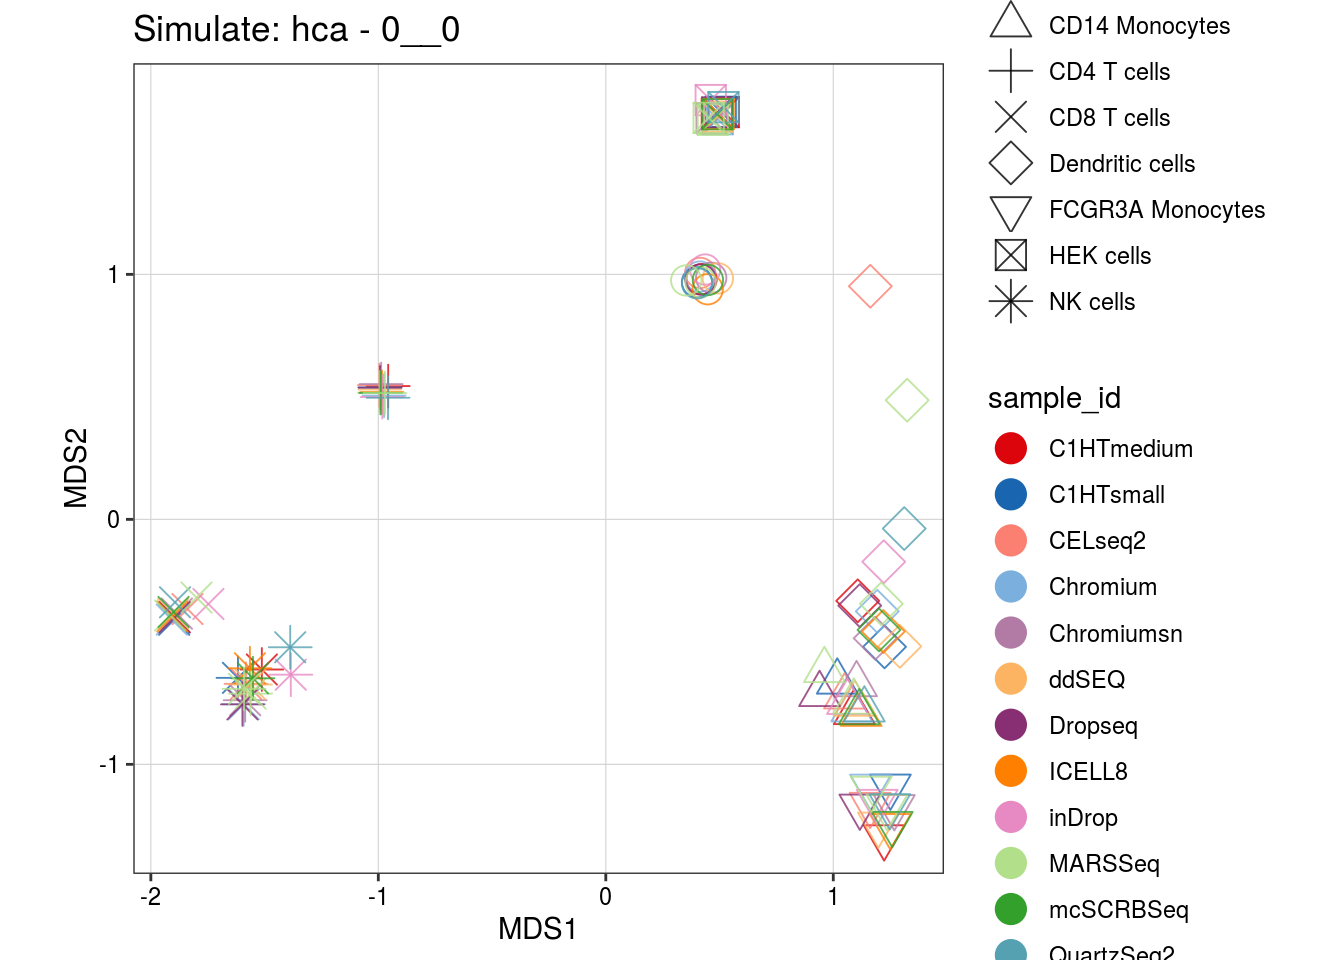 Simulate: hca - 0__0
CD14 Monocytes
CD4 T cells
CD8 T cells
Dendritic cells
FCGR3A Monocytes
HEK cells
NK cells
sample_id
C1HTmedium
C1HTsmall
CELseq2
Chromium
Chromiumsn
ddSEQ
Dropseq
ICELL8
inDrop
MARSSeq
mcSCRBSeq
QuartzSeq2
MDS2
1
0
-1
-2
-1
0
1
MDS1